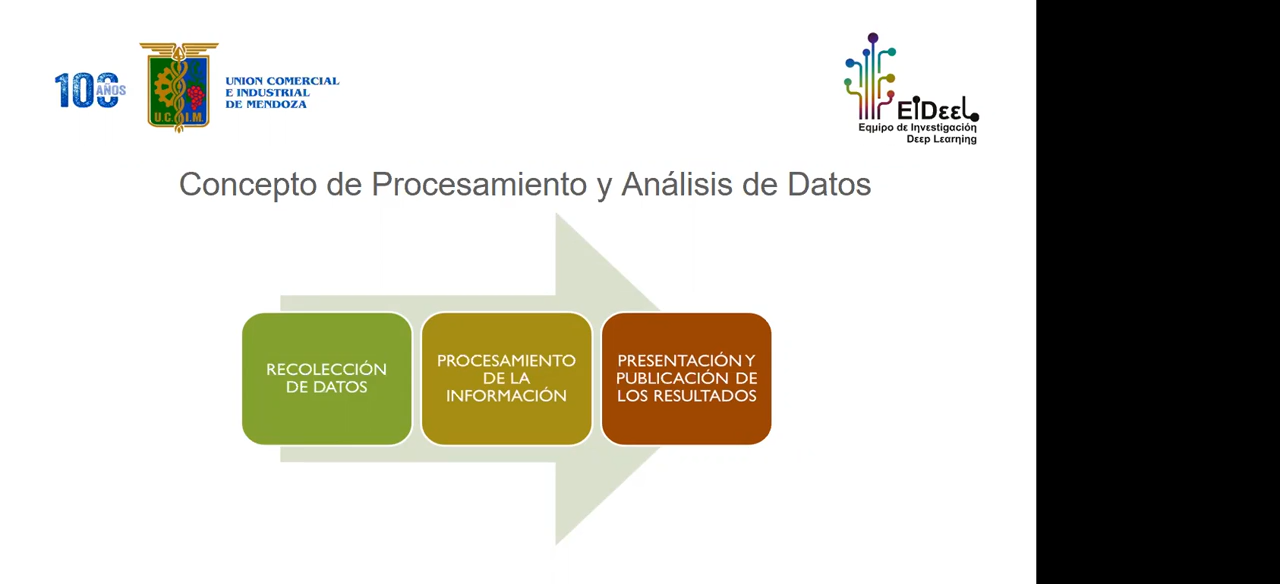 100
AÑOS
U.C.I.M.
UNION COMERCIAL
E INDUSTRIAL
DE MENDOZA
EIDeeL
Equipo de Investigación
Deep Learning
Concepto de Procesamiento y Análisis de Datos
RECOLECCIÓN
DE DATOS
PROCESAMIENTO
DE LA
INFORMACIÓN
PRESENTACIÓN Y
PUBLICACIÓN DE
LOS RESULTADOS